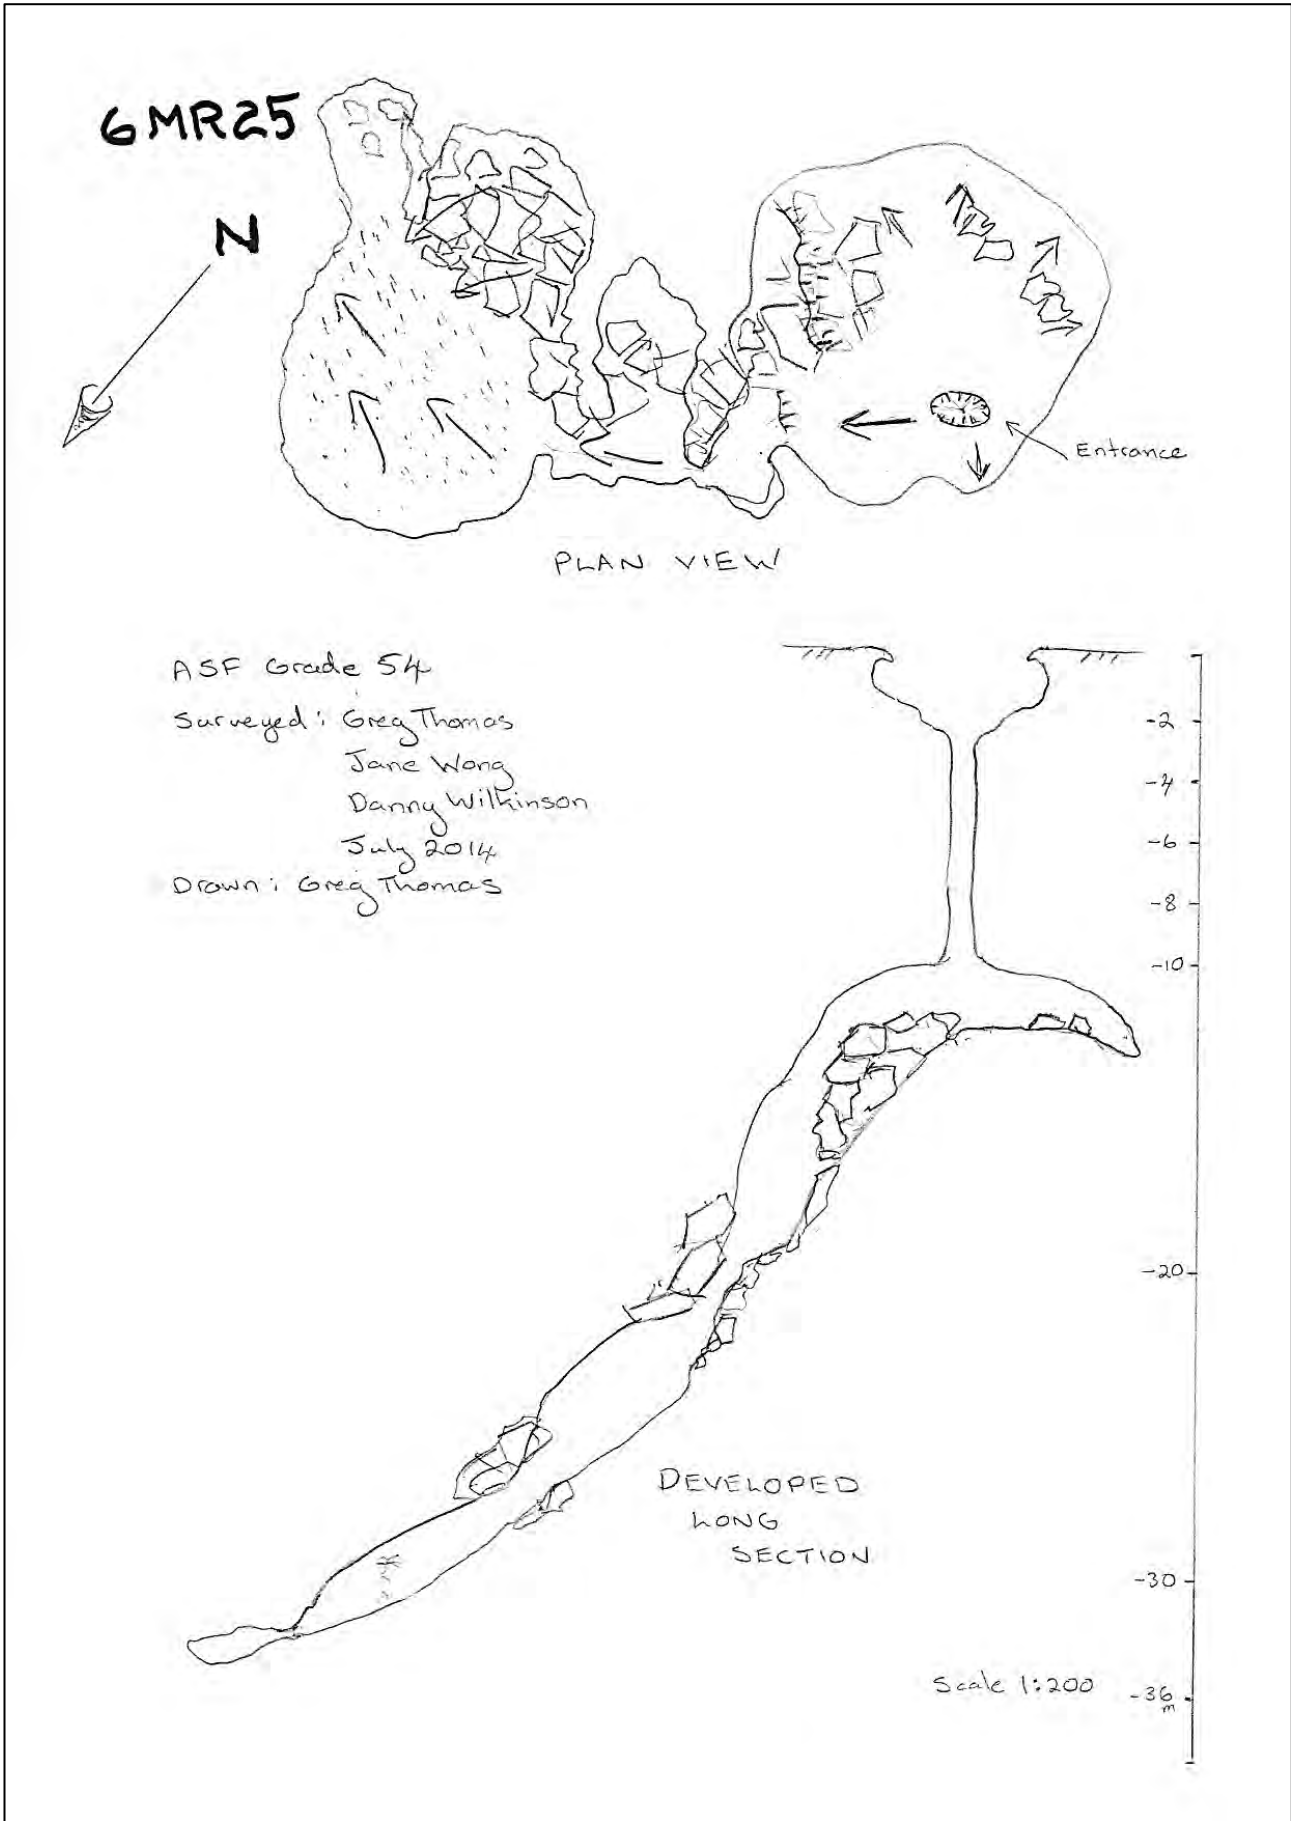 6MR25
N
Entrance
PLAN VIEW
ASF Grade 54
Surveyed: Greg Thomas
Jane Wong
Danny Wilkinson
July 2014
Drawn: Greg Thomas
-2
-4
-6
-8
-10
-20
DEVELOPED
LONG
SECTION
-30
Scale 1:200
-36
m